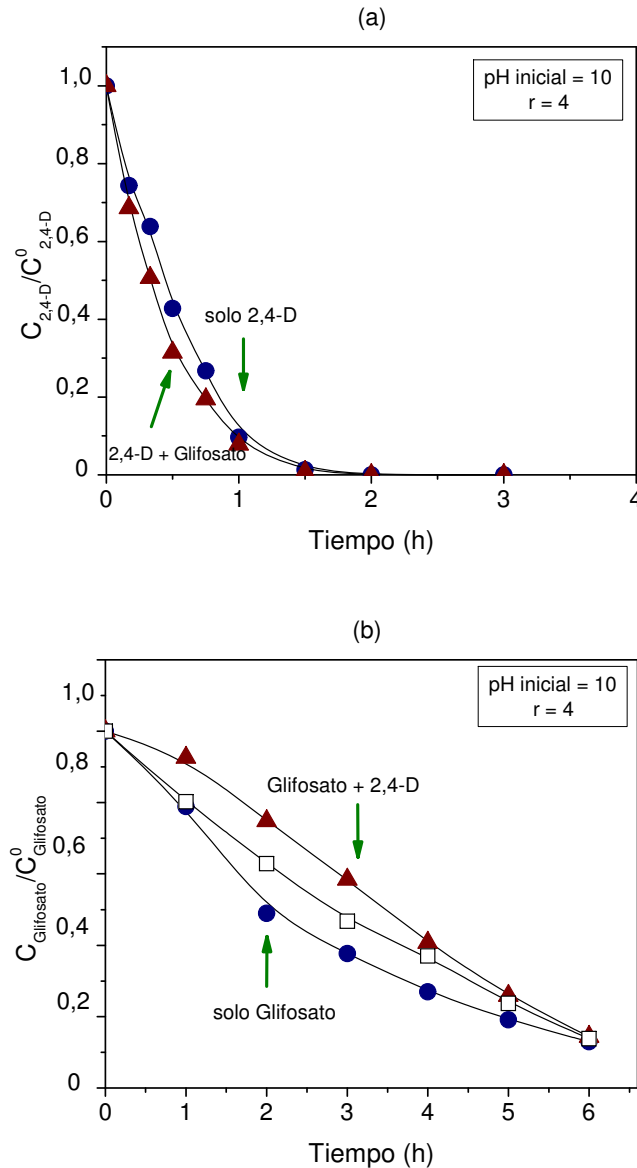 (a)
pH inicial = 10
r = 4
1,0
0,8
0,6
0,4
0,2
0
C2,4-D/C⁰2,4-D
solo 2,4-D
2,4-D + Glifosato
0 1 2 3 4
Tiempo (h)
(b)
pH inicial = 10
r = 4
1,0
0,8
0,6
0,4
0,2
0
CGlifosato/C⁰Glifosato
Glifosato + 2,4-D
solo Glifosato
0 1 2 3 4 5 6
Tiempo (h)